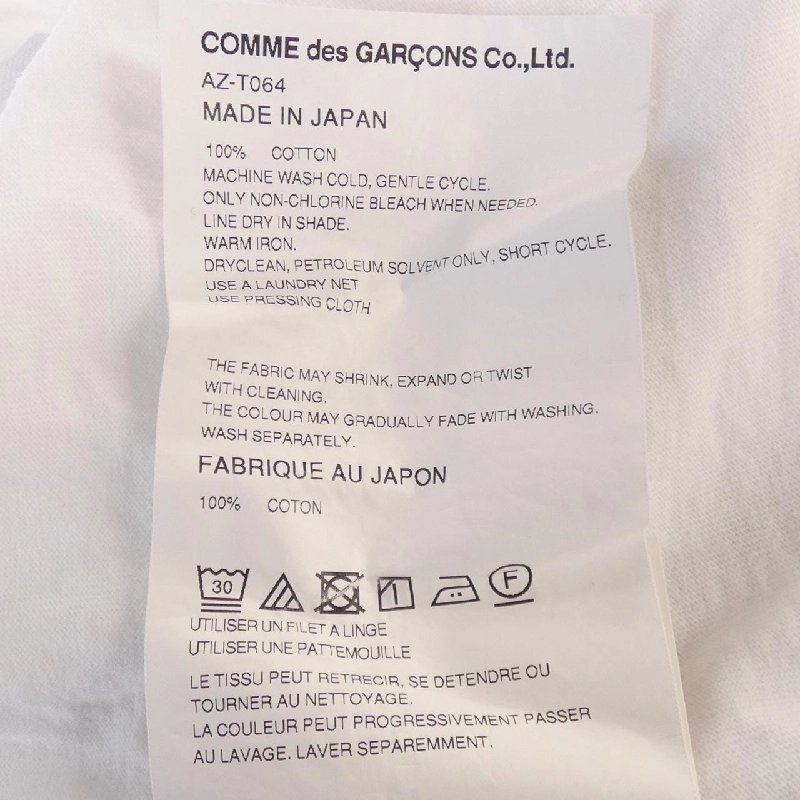 COMME des GARÇONS Co.,Ltd.
AZ-T064
MADE IN JAPAN
100% COTTON
MACHINE WASH COLD, GENTLE CYCLE.
ONLY NON-CHLORINE BLEACH WHEN NEEDED.
LINE DRY IN SHADE.
WARM IRON.
DRYCLEAN, PETROLEUM SOLVENT ONLY, SHORT CYCLE.
USE A LAUNDRY NET
USE PRESSING CLOTH
THE FABRIC MAY SHRINK, EXPAND OR TWIST
WITH CLEANING.
THE COLOUR MAY GRADUALLY FADE WITH WASHING.
WASH SEPARATELY.
FABRIQUE AU JAPON
100% COTON
30 F
UTILISER UN FILET A LINGE
UTILISER UNE PATTEMOUILLE
LE TISSU PEUT RETRECIR, SE DETENDRE OU
TOURNER AU NETTOYAGE.
LA COULEUR PEUT PROGRESSIVEMENT PASSER
AU LAVAGE. LAVER SEPAREMMENT.